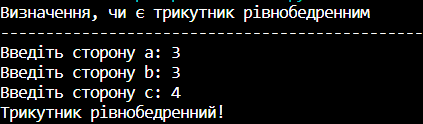 Визначення, чи є трикутник рівнобедренним
-----------------------------------------------
Введіть сторону a: 3
Введіть сторону b: 3
Введіть сторону c: 4
Трикутник рівнобедренний!